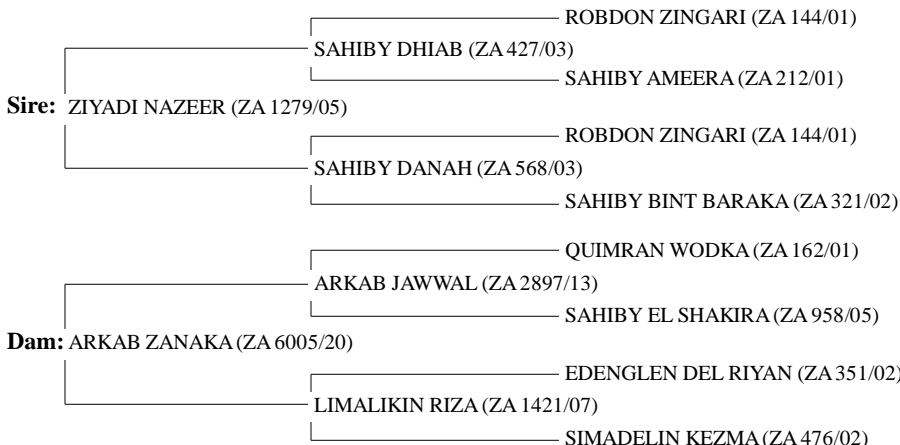 ROBDON ZINGARI (ZA 144/01)
SAHIBY DHIAB (ZA 427/03)
SAHIBY AMEERA (ZA 212/01)
Sire: ZIYADI NAZEER (ZA 1279/05)
ROBDON ZINGARI (ZA 144/01)
SAHIBY DANAH (ZA 568/03)
SAHIBY BINT BARAKA (ZA 321/02)
QUIMRAN WODKA (ZA 162/01)
ARKAB JAWWAL (ZA 2897/13)
SAHIBY EL SHAKIRA (ZA 958/05)
Dam: ARKAB ZANAKA (ZA 6005/20)
EDENGLEN DEL RIYAN (ZA 351/02)
LIMALIKIN RIZA (ZA 1421/07)
SIMADELIN KEZMA (ZA 476/02)